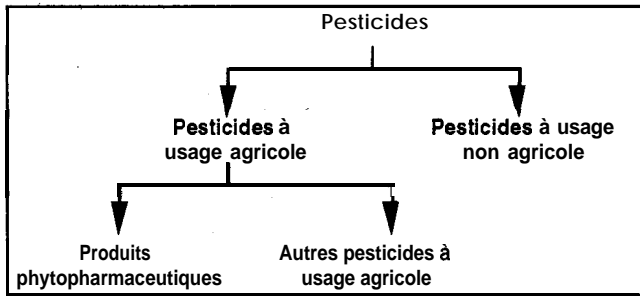 Pesticides
Pesticides à
usage agricole
Pesticides à usage
non agricole
Produits
phytopharmaceutiques
Autres pesticides à
usage agricole